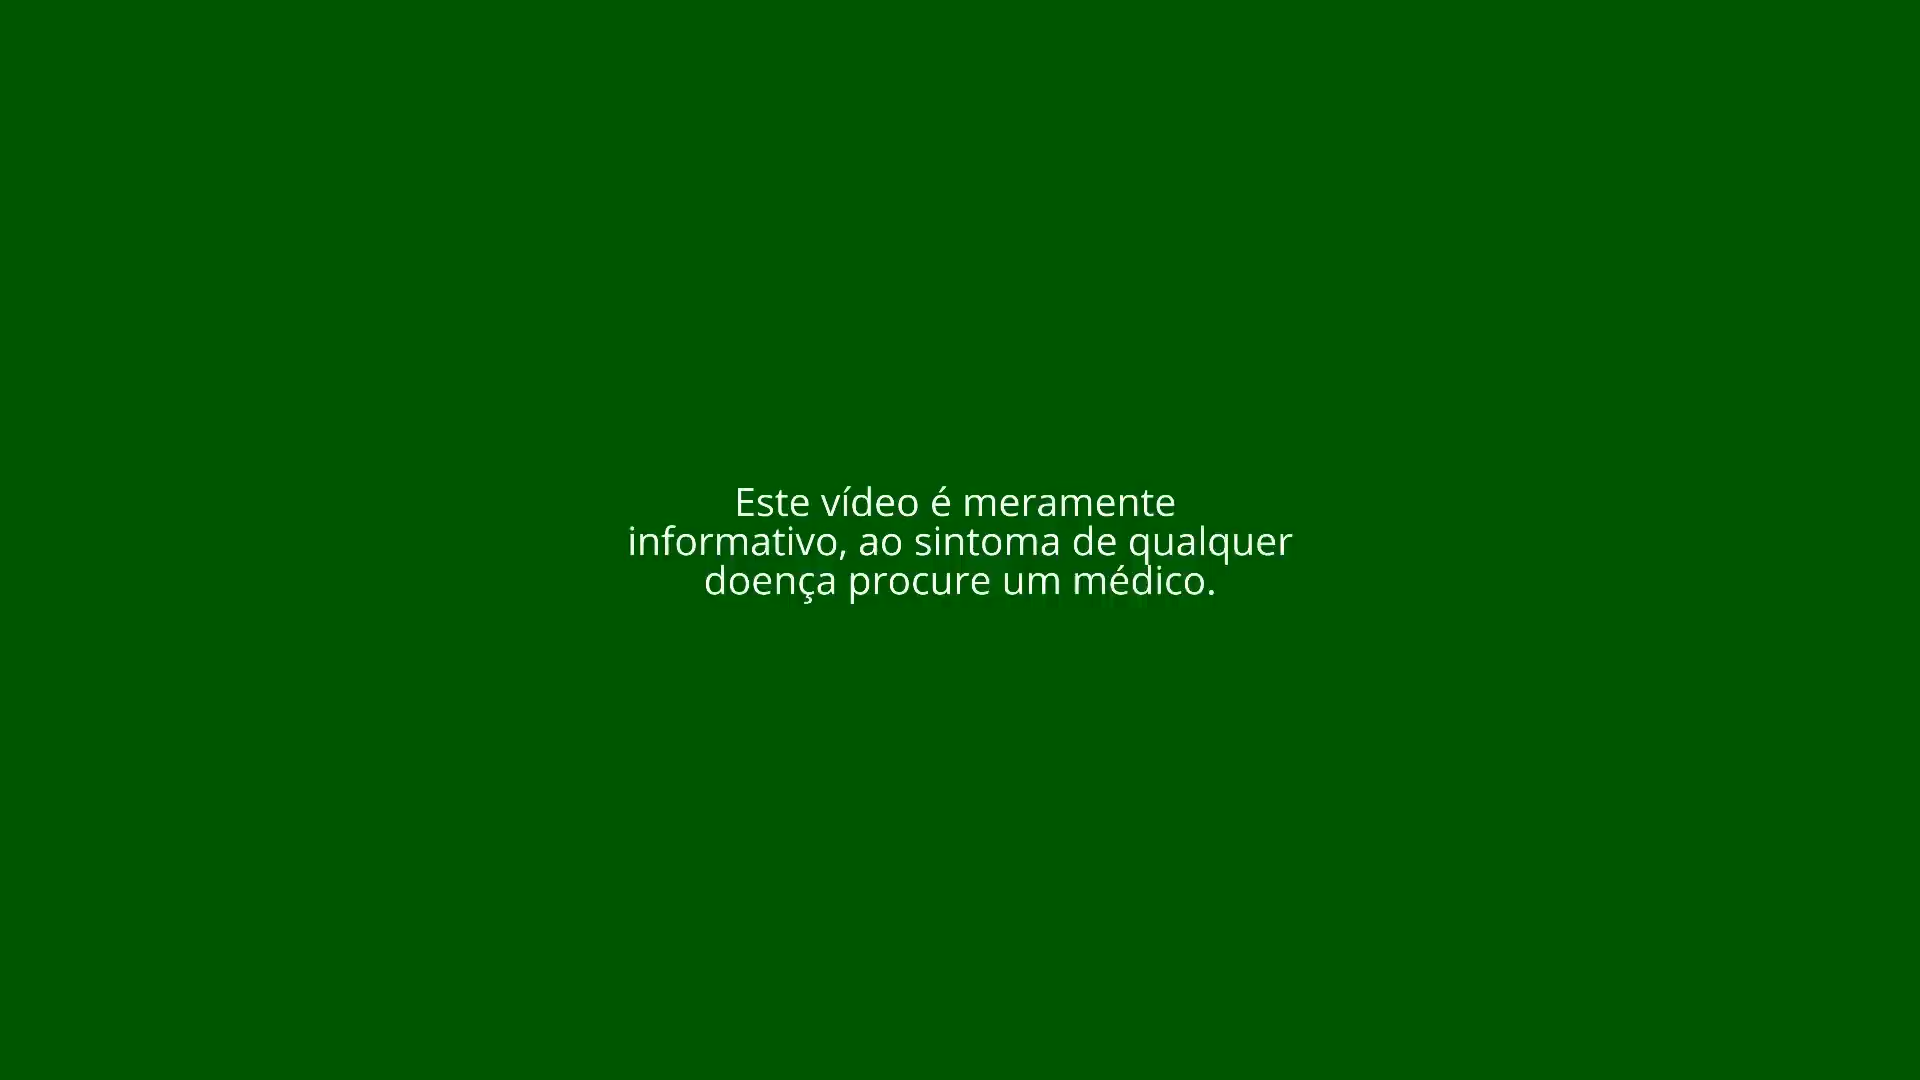 Este vídeo é meramente
informativo, ao sintoma de qualquer
doença procure um médico.